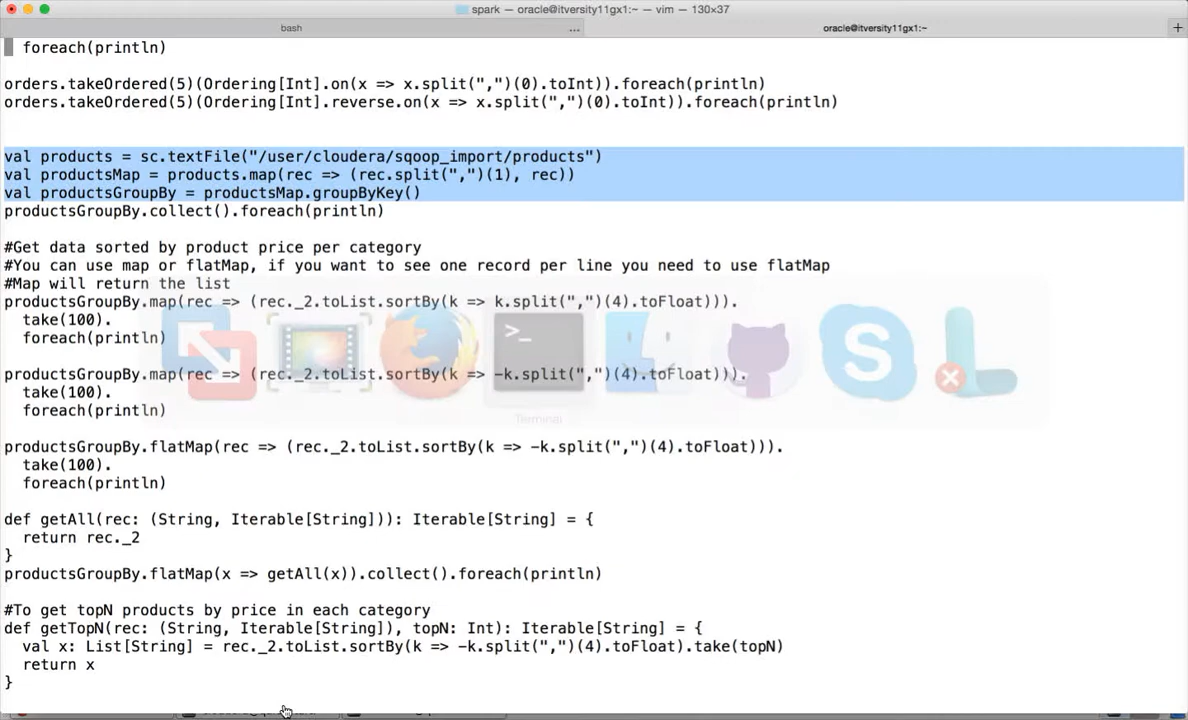 spark — oracle@itversity11gx1:~ — vim — 130×37
bash
...
oracle@itversity11gx1:~
+
foreach(println)
orders.takeOrdered(5)(Ordering[Int].on(x => x.split(",")(0).toInt)).foreach(println)
orders.takeOrdered(5)(Ordering[Int].reverse.on(x => x.split(",")(0).toInt)).foreach(println)
val products = sc.textFile("/user/cloudera/sqoop_import/products")
val productsMap = products.map(rec => (rec.split(",")(1), rec))
val productsGroupBy = productsMap.groupByKey()
productsGroupBy.collect().foreach(println)
#Get data sorted by product price per category
#You can use map or flatMap, if you want to see one record per line you need to use flatMap
#Map will return the list
productsGroupBy.map(rec => (rec._2.toList.sortBy(k => k.split(",")(4).toFloat))).
take(100).
foreach(println)
productsGroupBy.map(rec => (rec._2.toList.sortBy(k => -k.split(",")(4).toFloat))).
take(100).
foreach(println)
Terminal
productsGroupBy.flatMap(rec => (rec._2.toList.sortBy(k => -k.split(",")(4).toFloat))).
take(100).
foreach(println)
def getAll(rec: (String, Iterable[String])): Iterable[String] = {
return rec._2
}
productsGroupBy.flatMap(x => getAll(x)).collect().foreach(println)
#To get topN products by price in each category
def getTopN(rec: (String, Iterable[String]), topN: Int): Iterable[String] = {
val x: List[String] = rec._2.toList.sortBy(k => -k.split(",")(4).toFloat).take(topN)
return x
}